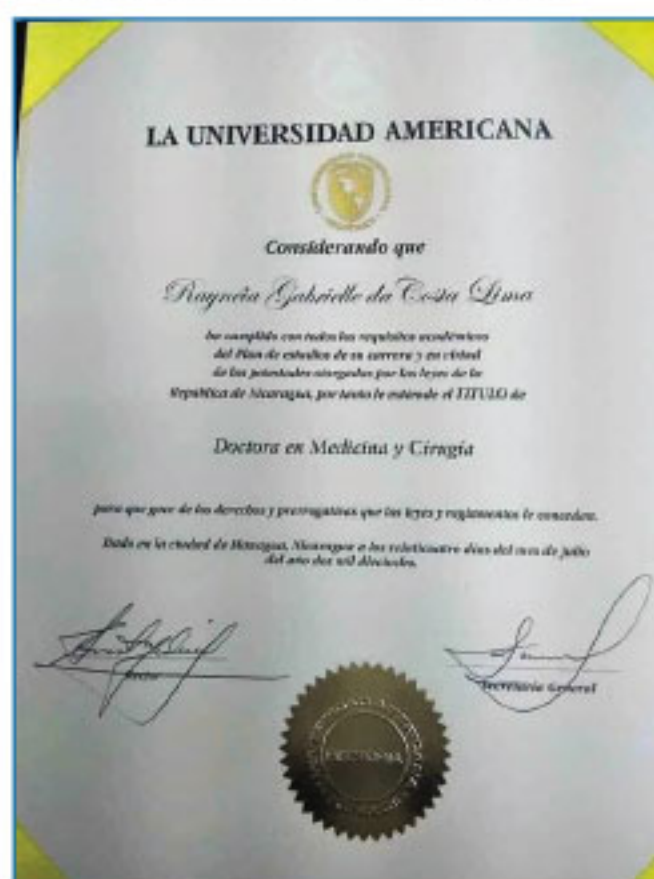 LA UNIVERSIDAD AMERICANA
Considerando que
Rayneia Gabrielle da Costa Lima
ha cumplido con todos los requisitos académicos
del Plan de estudios de su carrera y en virtud
de las potestades otorgadas por las leyes de la
República de Nicaragua, por tanto le extiende el TITULO de
Doctora en Medicina y Cirugía
para que goce de los derechos y prerrogativas que las leyes y reglamentos le conceden.
Dado en la ciudad de Managua, Nicaragua a los veinticuatro días del mes de julio
del año dos mil dieciocho.
Secretario General